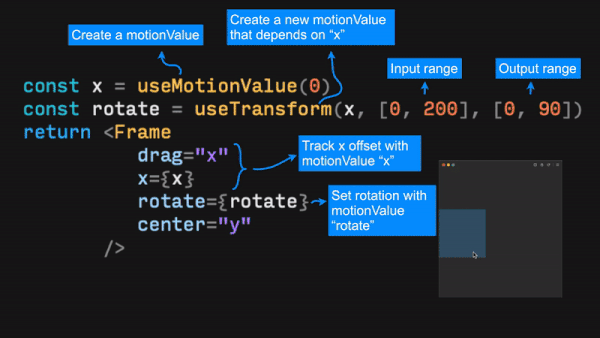 Create a motionValue
Create a new motionValue
that depends on “x”
Input range
Output range
const x = useMotionValue(0)
const rotate = useTransform(x, [0, 200], [0, 90])
return <Frame
drag="x"
x={x}
rotate={rotate}
center="y"
/>
Track x offset with
motionValue “x”
Set rotation with
motionValue
“rotate”